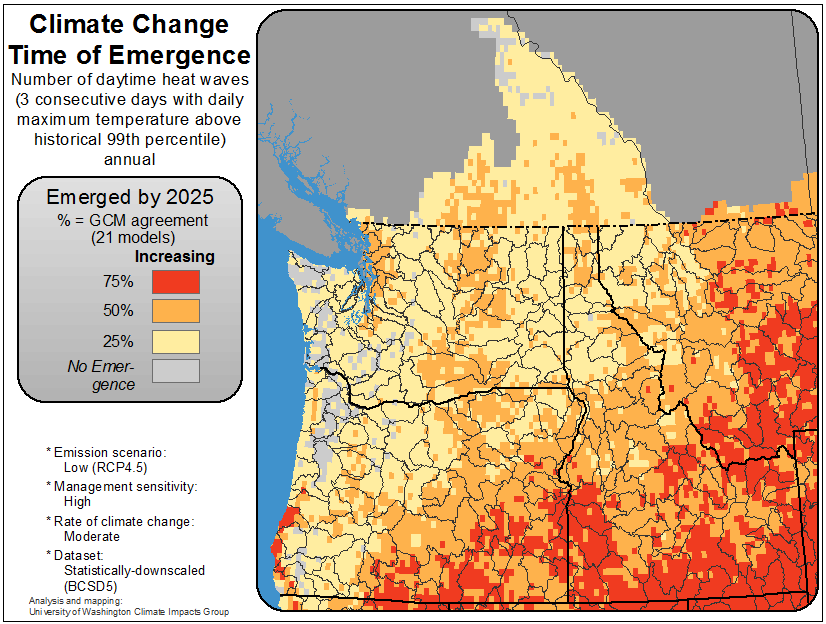 Climate Change
Time of Emergence
Number of daytime heat waves
(3 consecutive days with daily
maximum temperature above
historical 99th percentile)
annual
Emerged by 2025
% = GCM agreement
(21 models)
Increasing
75%
50%
25%
No Emer-
gence
* Emission scenario:
Low (RCP4.5)
* Management sensitivity:
High
* Rate of climate change:
Moderate
* Dataset:
Statistically-downscaled
(BCSD5)
Analysis and mapping:
University of Washington Climate Impacts Group